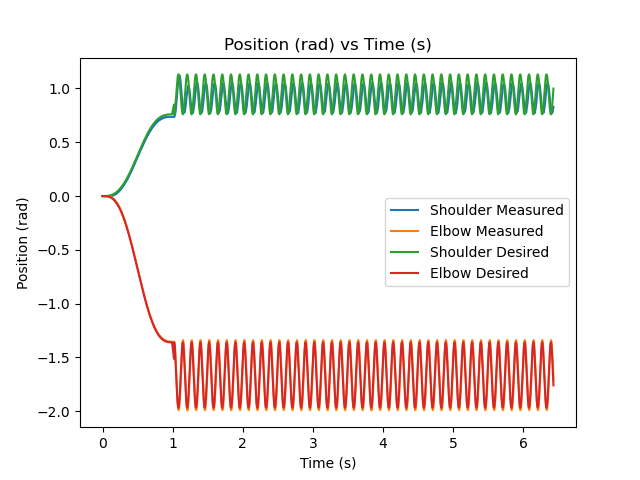 Position (rad) vs Time (s)
Position (rad)
1.0
0.5
0.0
−0.5
−1.0
−1.5
−2.0
Shoulder Measured
Elbow Measured
Shoulder Desired
Elbow Desired
0 1 2 3 4 5 6
Time (s)